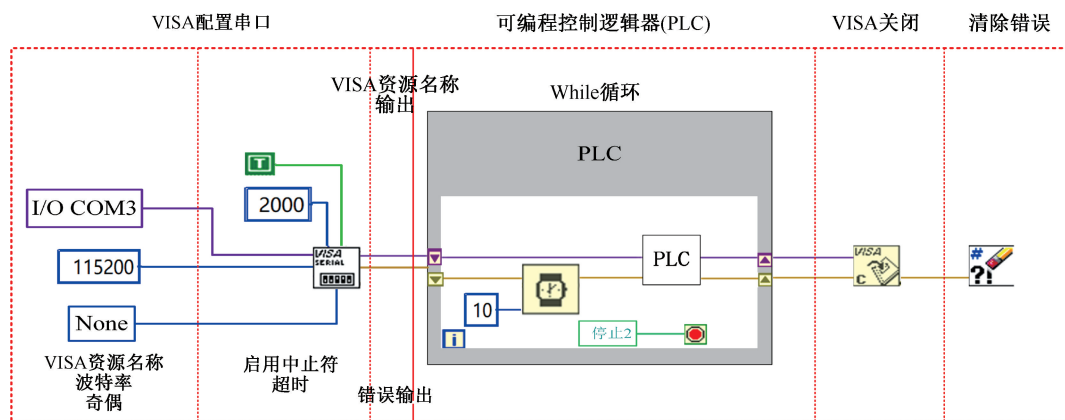 VISA配置串口
可编程控制逻辑器(PLC)
VISA关闭
清除错误
VISA资源名称
输出
While循环
PLC
T
I/O COM3
2000
VISA
SERIAL
115200
None
PLC
10
i
停止2
VISA
C
#
?!
VISA资源名称
波特率
奇偶
启用中止符
超时
错误输出